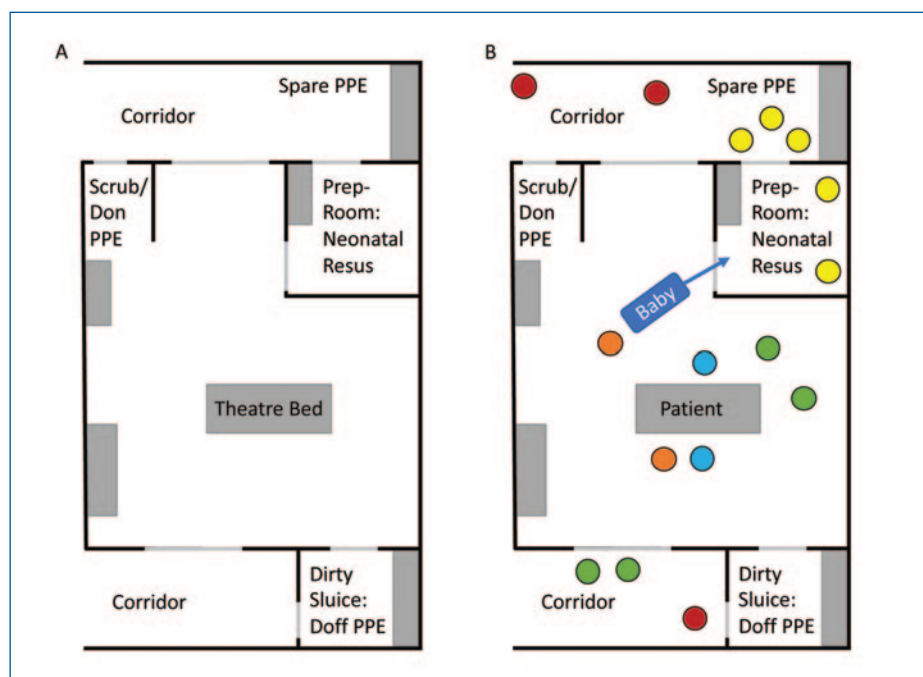 A
Spare PPE
Corridor
Scrub/
Don
PPE
Prep-
Room:
Neonatal
Resus
Theatre Bed
Corridor
Dirty
Sluice:
Doff PPE
B
Spare PPE
Corridor
Scrub/
Don
PPE
Prep-
Room:
Neonatal
Resus
Baby
Patient
Corridor
Dirty
Sluice:
Doff PPE